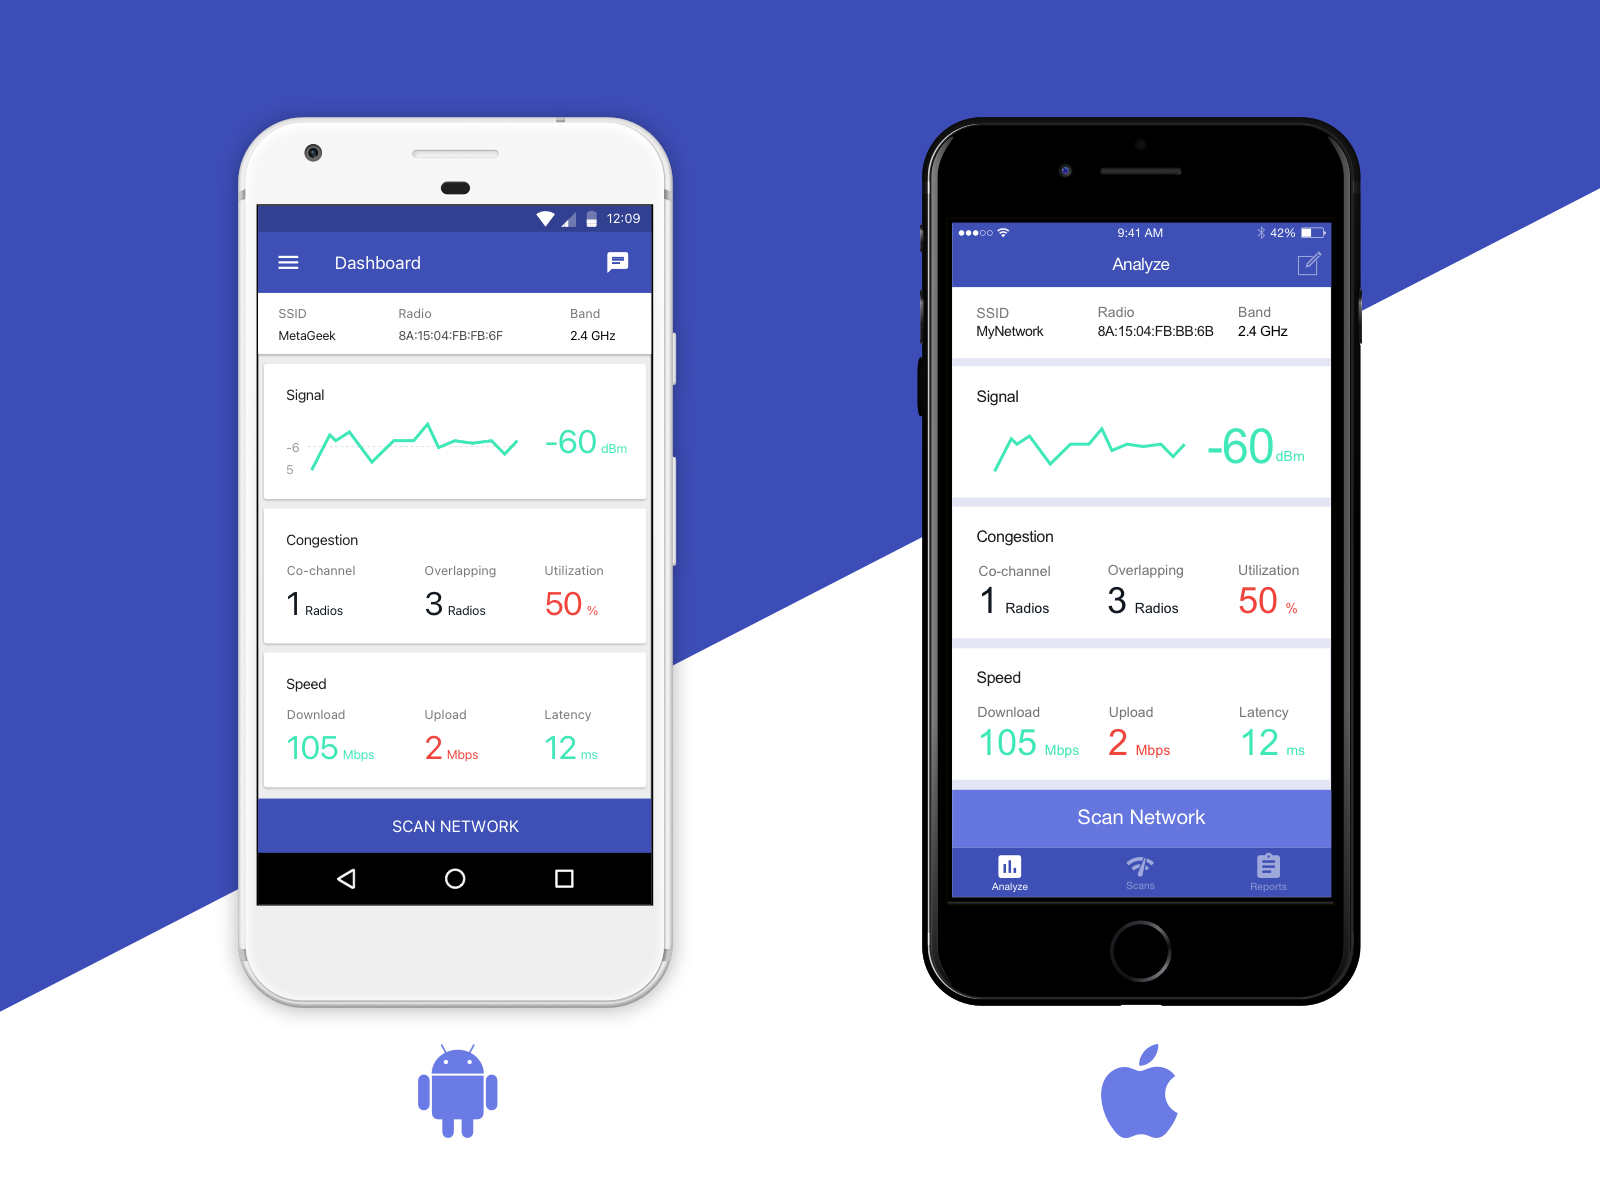 12:09
Dashboard
SSID Radio Band
MetaGeek 8A:15:04:FB:FB:6F 2.4 GHz
Signal
-6
5
-60 dBm
Congestion
Co-channel Overlapping Utilization
1 Radios 3 Radios 50 %
Speed
Download Upload Latency
105 Mbps 2 Mbps 12 ms
SCAN NETWORK
9:41 AM 42%
Analyze
SSID Radio Band
MyNetwork 8A:15:04:FB:BB:6B 2.4 GHz
Signal
-60 dBm
Congestion
Co-channel Overlapping Utilization
1 Radios 3 Radios 50 %
Speed
Download Upload Latency
105 Mbps 2 Mbps 12 ms
Scan Network
Analyze Scans Reports